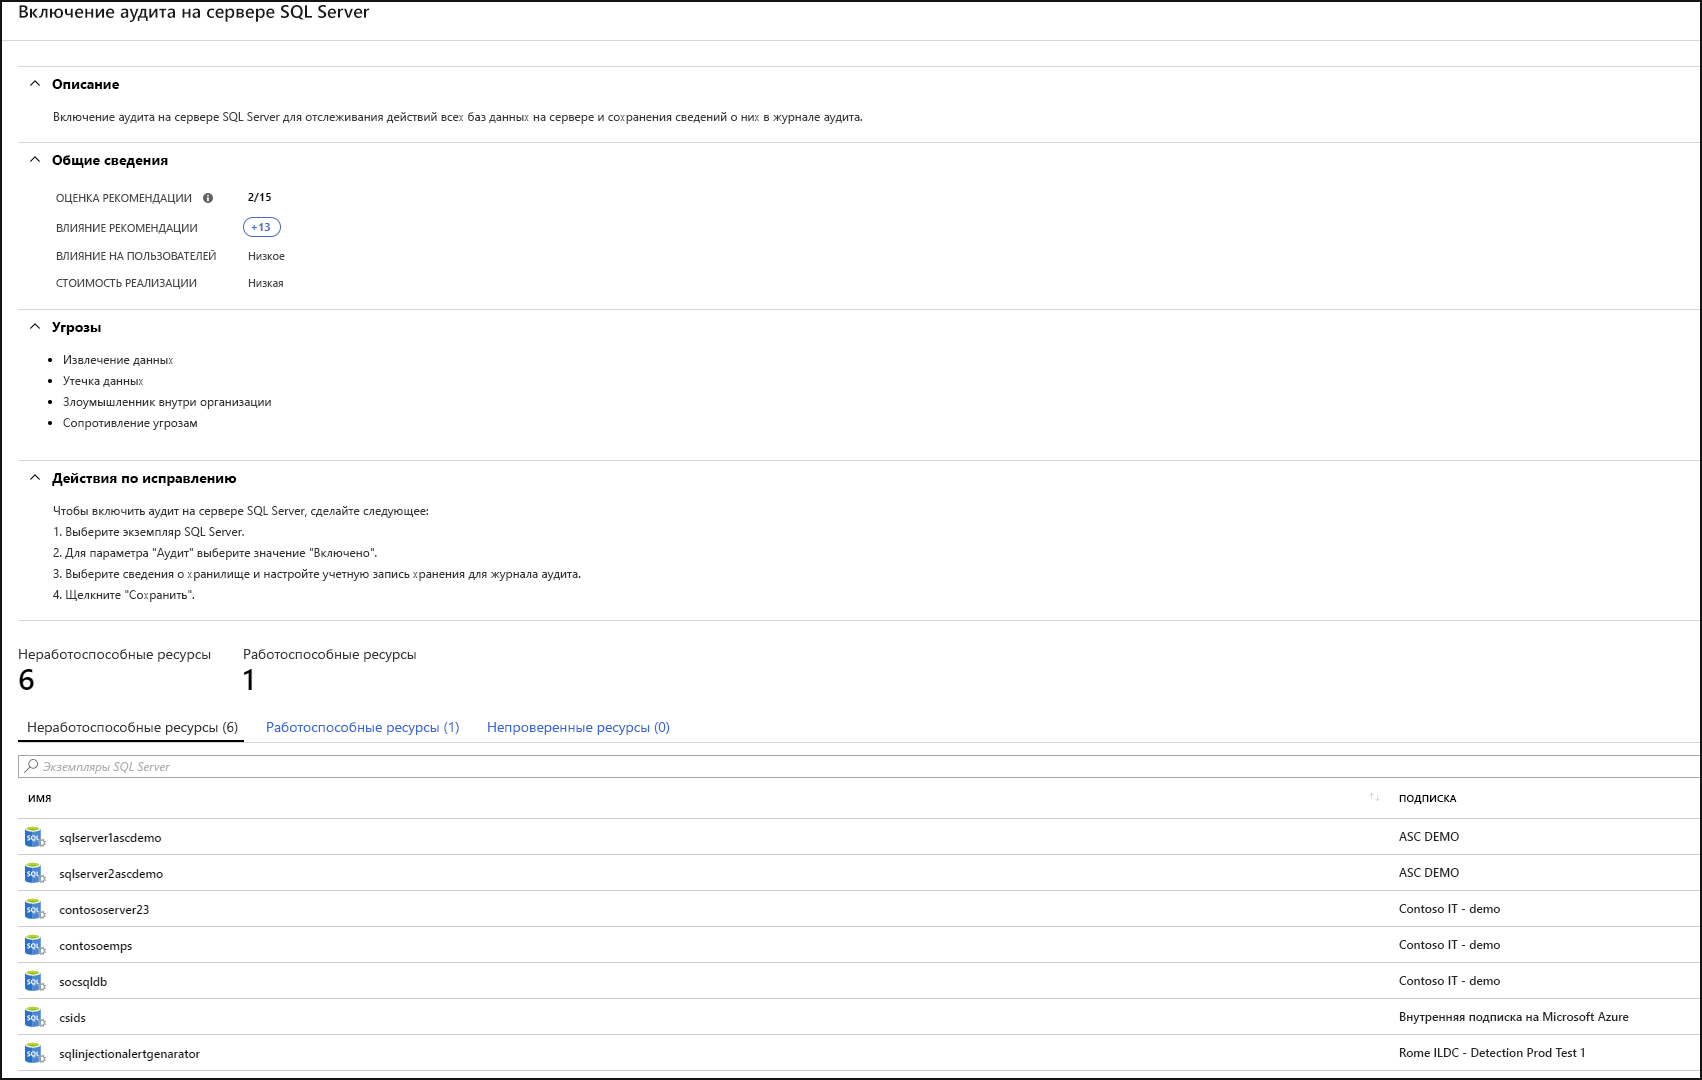 Включение аудита на сервере SQL Server
Описание
Включение аудита на сервере SQL Server для отслеживания действий всех баз данных на сервере и сохранения сведений о них в журнале аудита.
Общие сведения
ОЦЕНКА РЕКОМЕНДАЦИИ 2/15
ВЛИЯНИЕ РЕКОМЕНДАЦИИ +13
ВЛИЯНИЕ НА ПОЛЬЗОВАТЕЛЕЙ Низкое
СТОИМОСТЬ РЕАЛИЗАЦИИ Низкая
Угрозы
• Извлечение данных
• Утечка данных
• Злоумышленник внутри организации
• Сопротивление угрозам
Действия по исправлению
Чтобы включить аудит на сервере SQL Server, сделайте следующее:
1. Выберите экземпляр SQL Server.
2. Для параметра "Аудит" выберите значение "Включено".
3. Выберите сведения о хранилище и настройте учетную запись хранения для журнала аудита.
4. Щелкните "Сохранить".
Неработоспособные ресурсы Работоспособные ресурсы
6 1
Неработоспособные ресурсы (6) Работоспособные ресурсы (1) Непроверенные ресурсы (0)
Экземпляры SQL Server
ИМЯ ↑↓ ПОДПИСКА
SQL sqlserver1ascdemo ASC DEMO
SQL sqlserver2ascdemo ASC DEMO
SQL contososerver23 Contoso IT - demo
SQL contosoemps Contoso IT - demo
SQL socsqldb Contoso IT - demo
SQL csids Внутренняя подписка на Microsoft Azure
SQL sqlinjectionalertgenarator Rome ILDC - Detection Prod Test 1